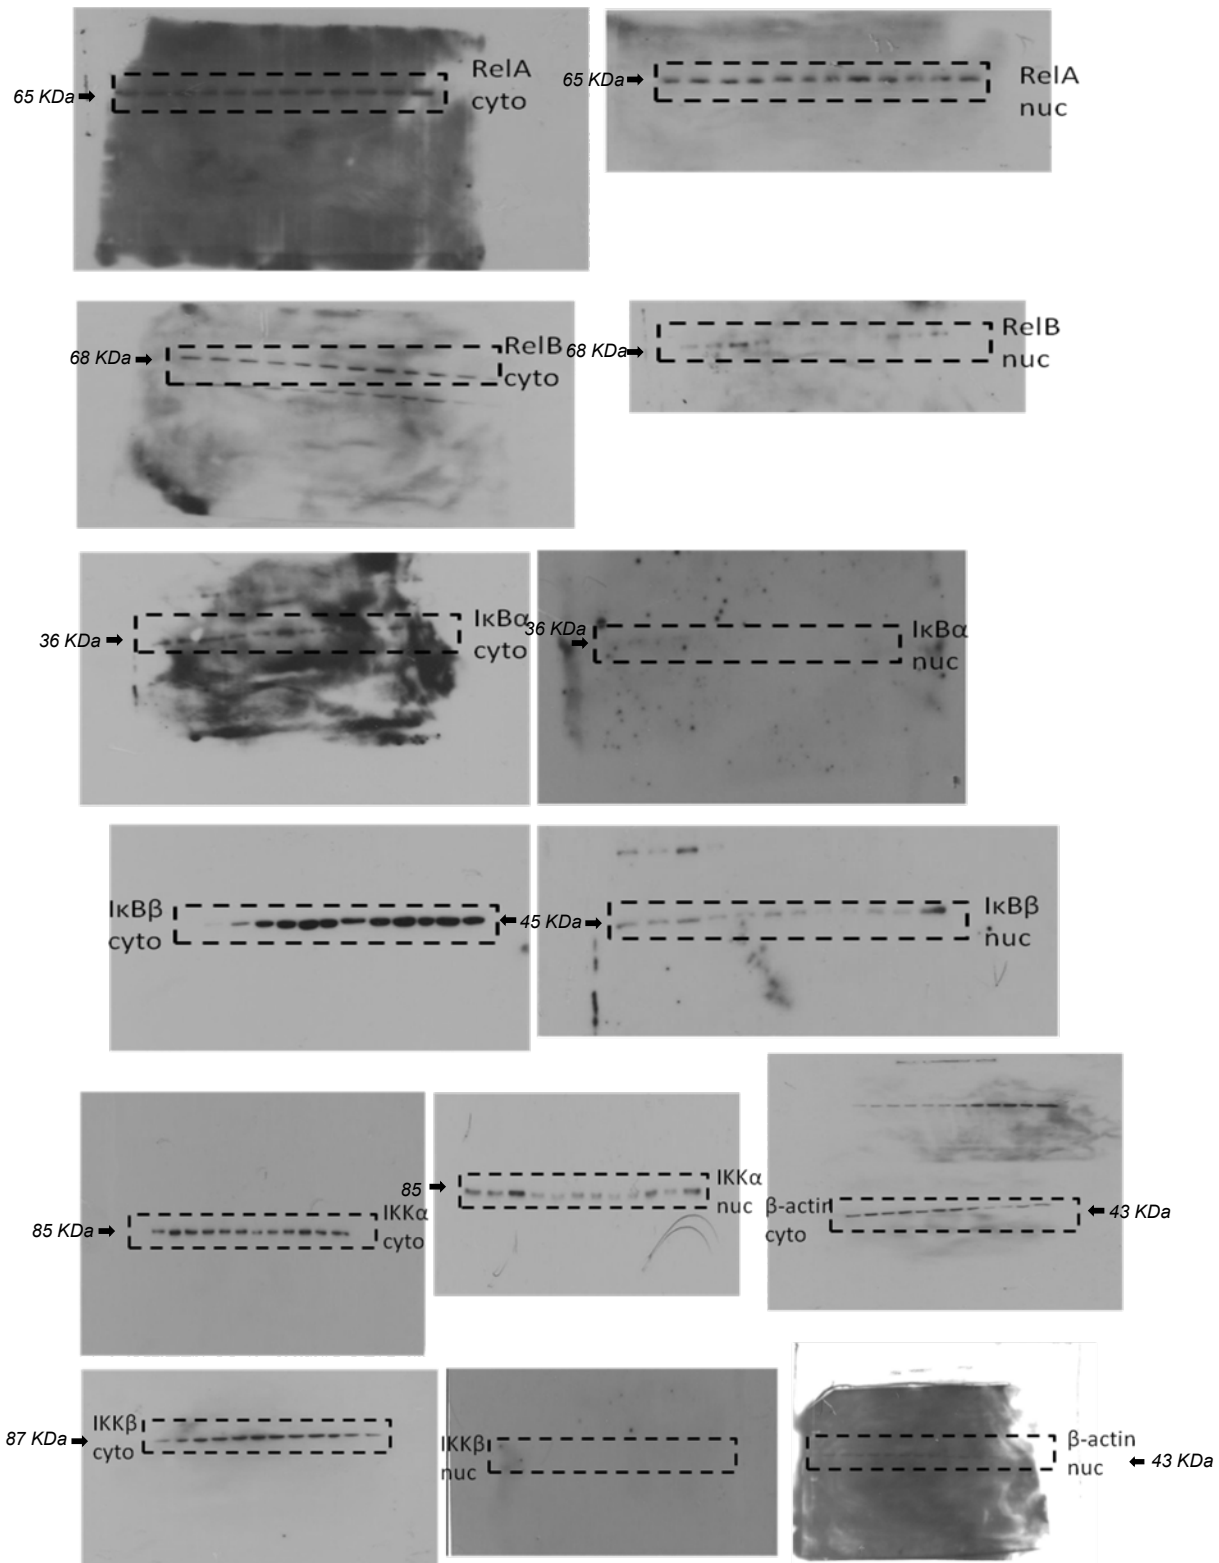 RelA
cyto
65 KDa
65 KDa
RelA
nuc
68 KDa
RelB
cyto
68 KDa
RelB
nuc
36 KDa
IκBα
cyto
36 KDa
IκBα
nuc
IκBβ
cyto
45 KDa
IκBβ
nuc
85 KDa
IKKα
cyto
85
IKKα
nuc
β-actin
cyto
43 KDa
87 KDa
IKKβ
cyto
IKKβ
nuc
β-actin
nuc
43 KDa